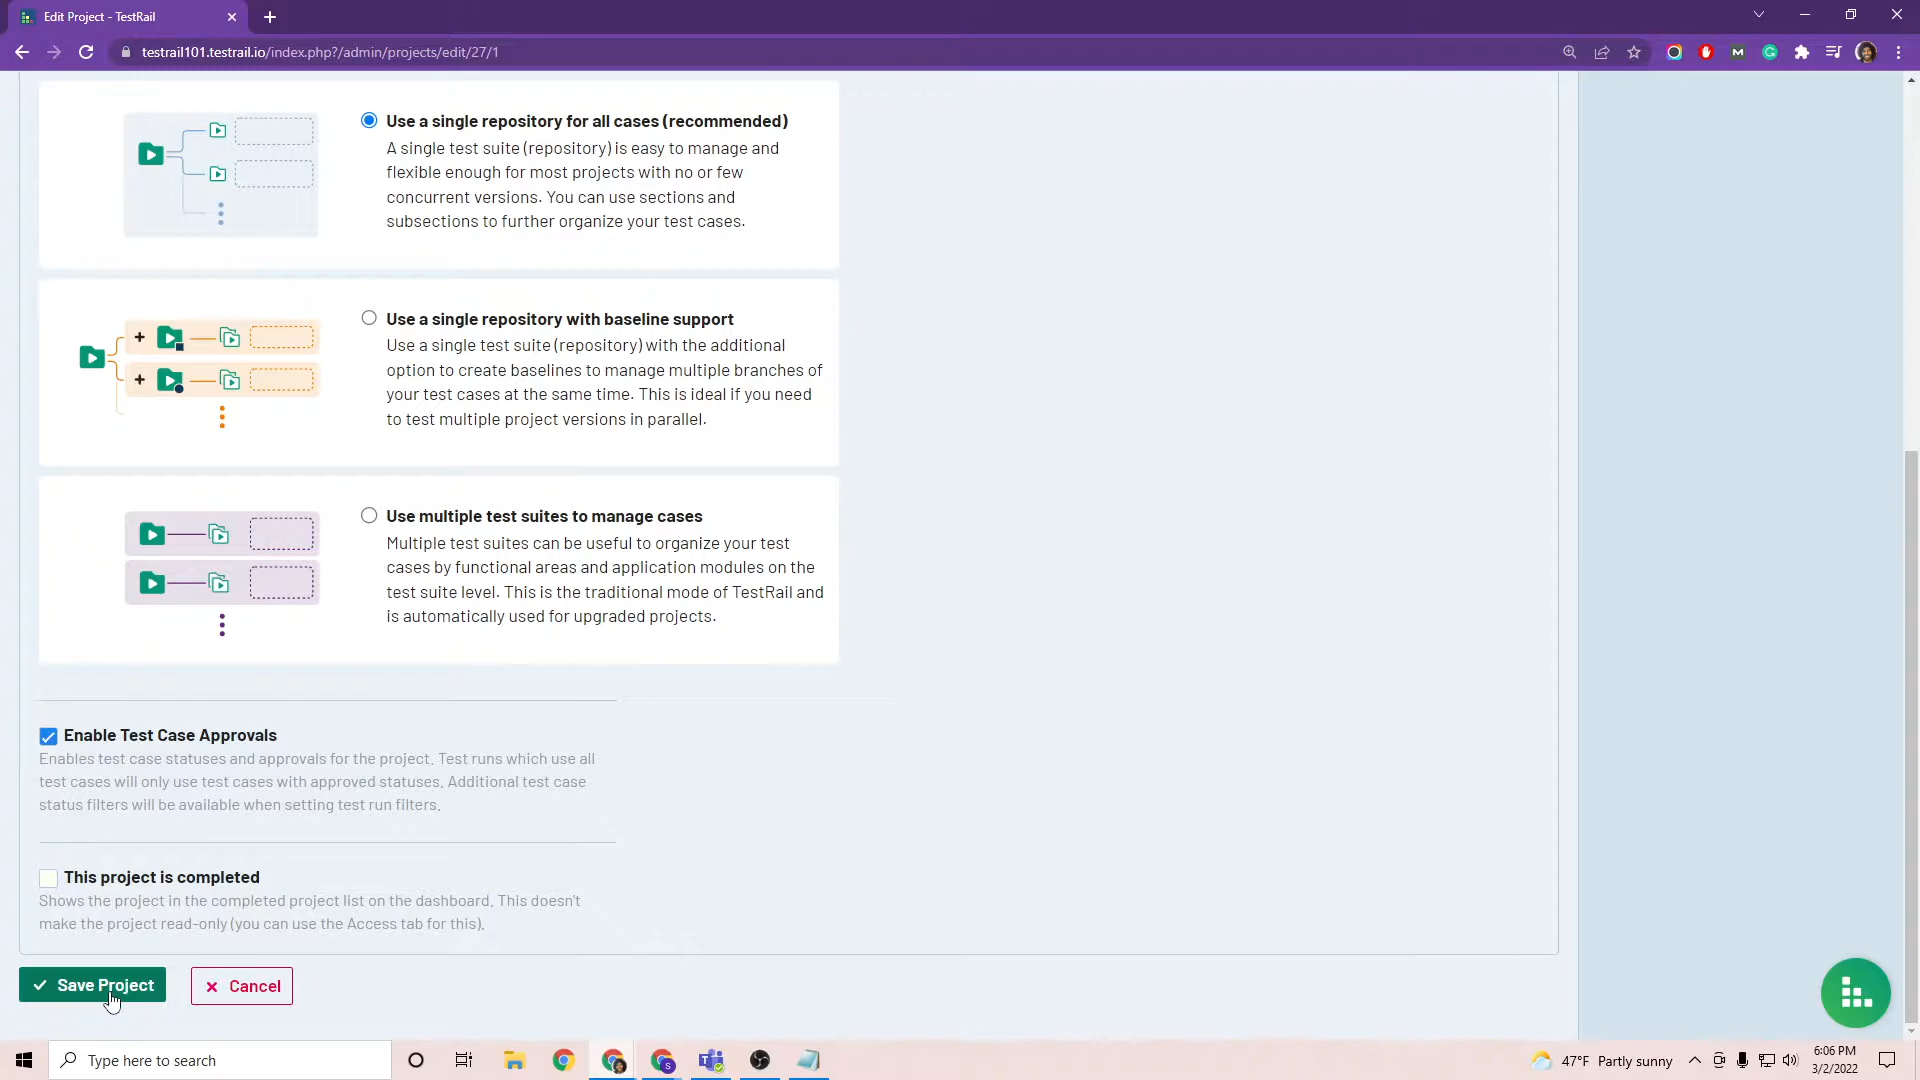 Edit Project - TestRail
testrail101.testrail.io/index.php?/admin/projects/edit/27/1
Use a single repository for all cases (recommended)
A single test suite (repository) is easy to manage and
flexible enough for most projects with no or few
concurrent versions. You can use sections and
subsections to further organize your test cases.
Use a single repository with baseline support
Use a single test suite (repository) with the additional
option to create baselines to manage multiple branches of
your test cases at the same time. This is ideal if you need
to test multiple project versions in parallel.
Use multiple test suites to manage cases
Multiple test suites can be useful to organize your test
cases by functional areas and application modules on the
test suite level. This is the traditional mode of TestRail and
is automatically used for upgraded projects.
Enable Test Case Approvals
Enables test case statuses and approvals for the project. Test runs which use all
test cases will only use test cases with approved statuses. Additional test case
status filters will be available when setting test run filters.
This project is completed
Shows the project in the completed project list on the dashboard. This doesn't
make the project read-only (you can use the Access tab for this).
Save Project
Cancel
Type here to search
47°F Partly sunny
6:06 PM
3/2/2022